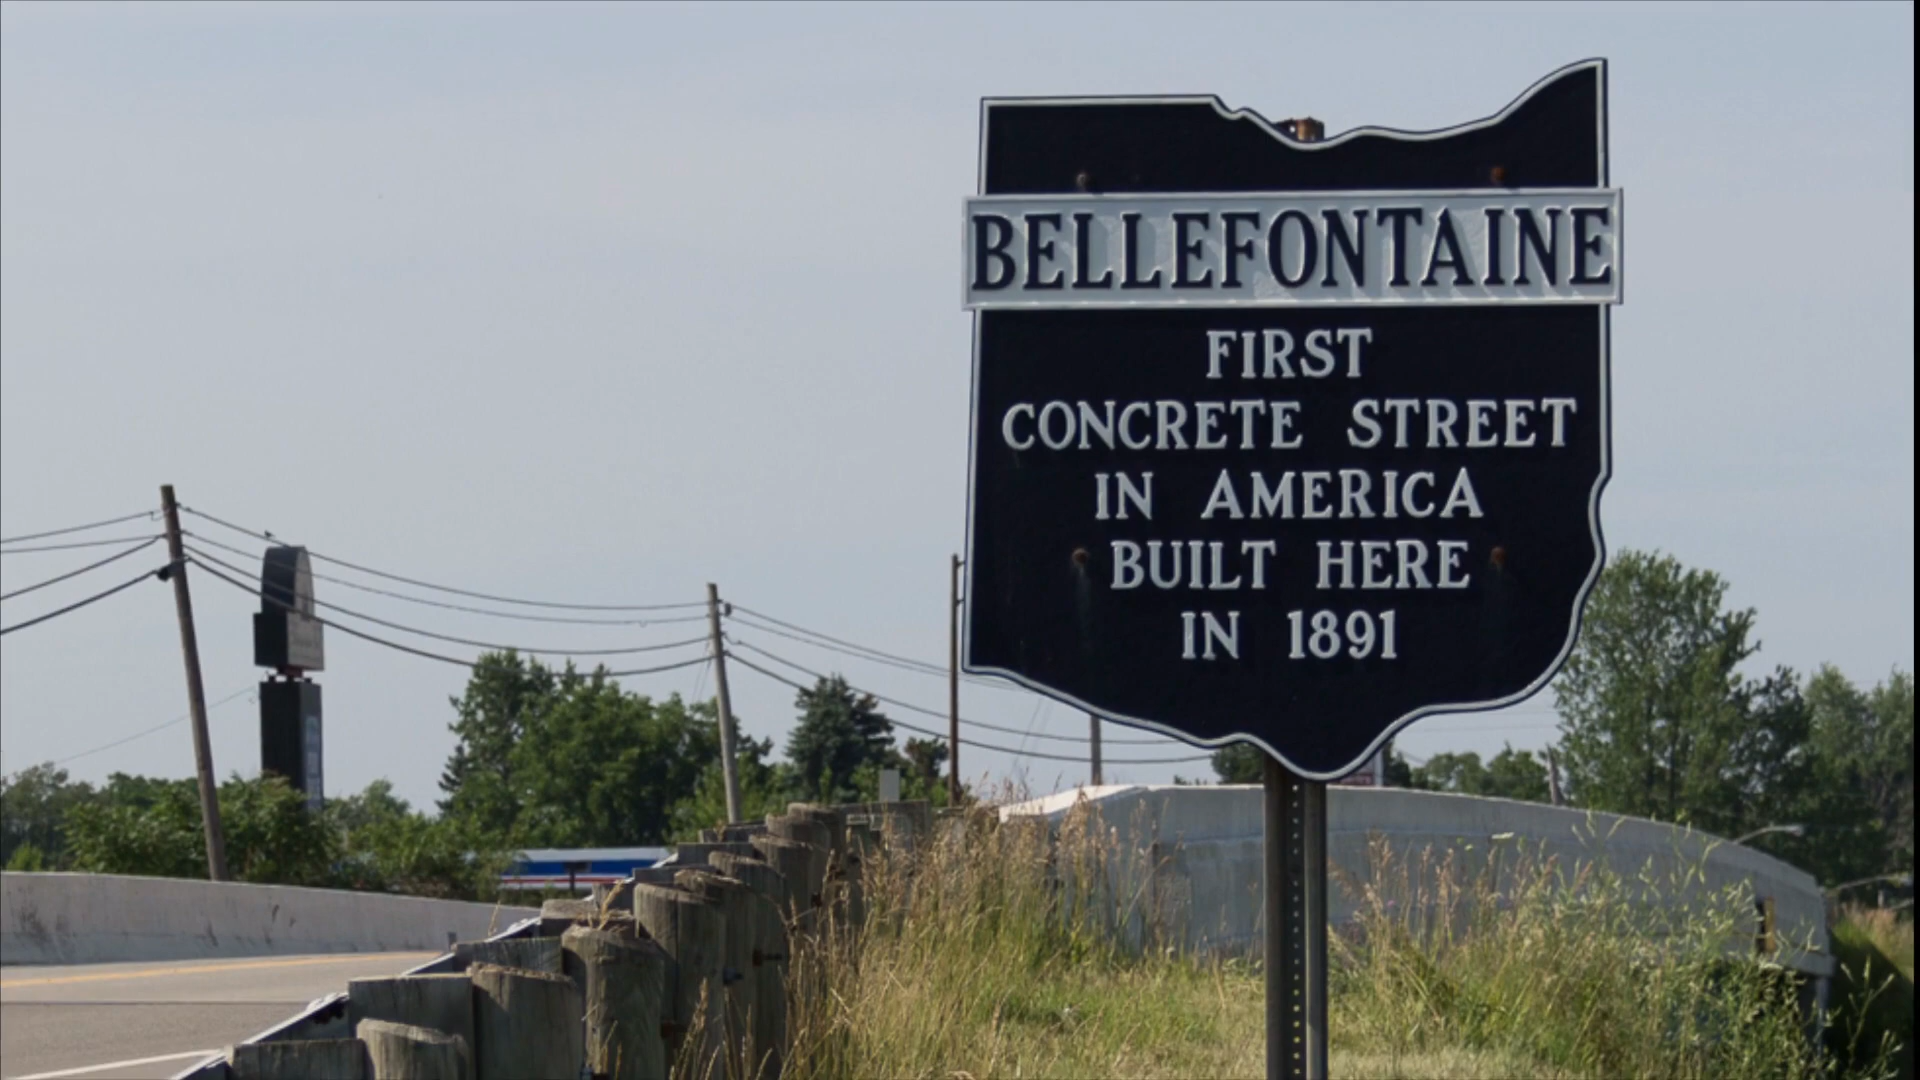 BELLEFONTAINE
FIRST
CONCRETE STREET
IN AMERICA
BUILT HERE
IN 1891